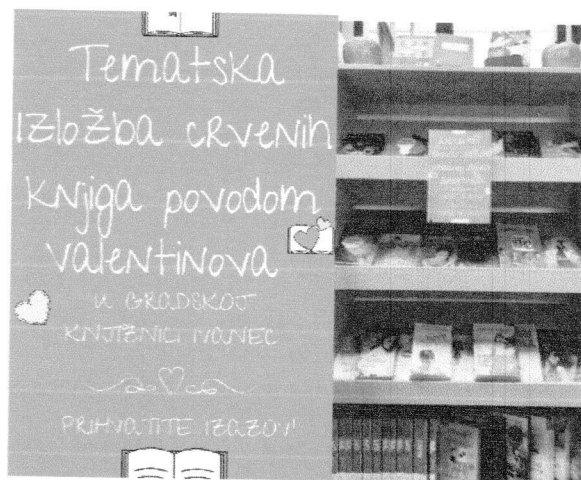 Tematska
izložba crvenih
knjiga povodom
Valentinova
U GRADSKOJ
KNJIŽNICI IVANEC
PRIHVATITE IZAZOV!